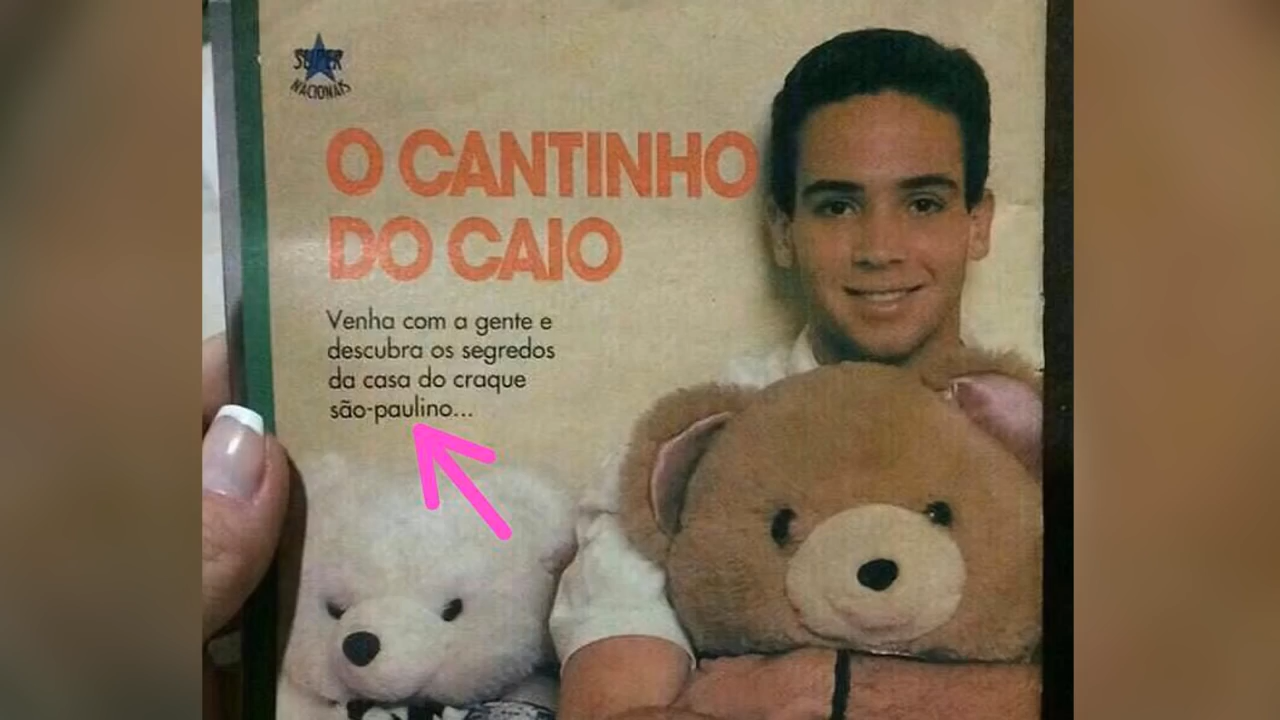 SUPER
NACIONAIS
O CANTINHO
DO CAIO
Venha com a gente e
descubra os segredos
da casa do craque
são-paulino...